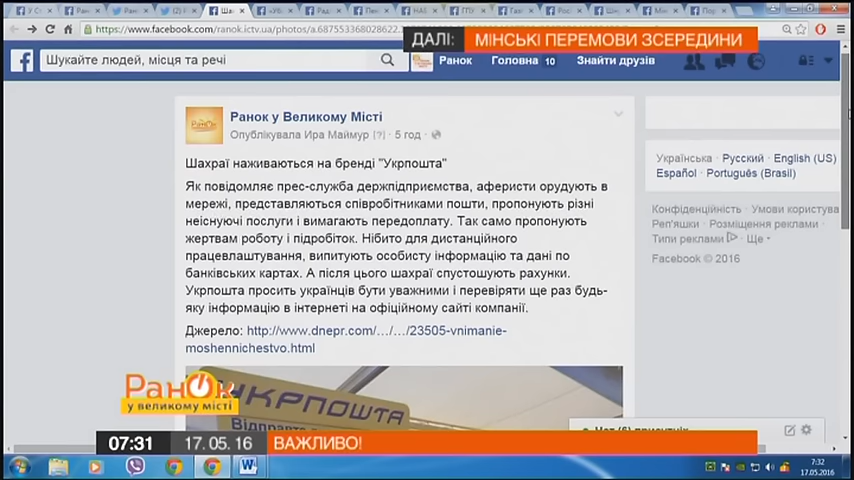 https://www.facebook.com/ranok.ictv.ua/photos/a.687553368028622.
ДАЛІ: МІНСЬКІ ПЕРЕМОВИ ЗСЕРЕДИНИ
Шукайте людей, місця та речі
Ранок Головна 10 Знайти друзів
Ранок у Великому Місті
Опублікувала Ира Маймур [?] · 5 год ·
Шахраї наживаються на бренді "Укрпошта"
Як повідомляє прес-служба держпідприємства, аферисти орудують в
мережі, представляються співробітниками пошти, пропонують різні
неіснуючі послуги і вимагають передоплату. Так само пропонують
жертвам роботу і підробіток. Нібито для дистанційного
працевлаштування, випитують особисту інформацію та дані по
банківських картах. А після цього шахраї спустошують рахунки.
Укрпошта просить українців бути уважними і перевіряти ще раз будь-
яку інформацію в інтернеті на офіційному сайті компанії.
Джерело: http://www.dnepr.com/…/…/23505-vnimanie-
moshennichestvo.html
Українська · Русский · English (US) ·
Español · Português (Brasil)
Конфіденційність · Умови користува
Реп'яшки · Розміщення реклами ·
Типи реклами · Ще
Facebook © 2016
УКРПОШТА
РанОк
у великому місті
07:31 17.05.16 ВАЖЛИВО!
7:32
17.05.2016